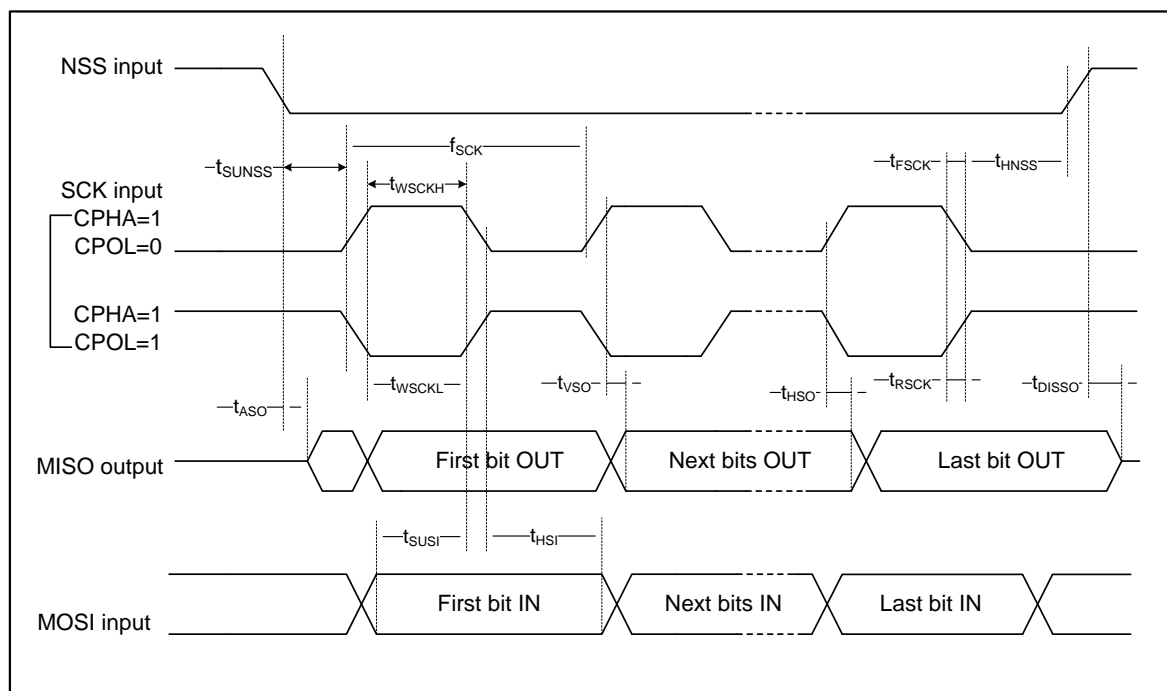 NSS input
tSUNSS
fSCK
tFSCK
tHNSS
tWSCKH
SCK input
CPHA=1
CPOL=0
CPHA=1
CPOL=1
tWSCKL
tVSO
tHSO
tRSCK
tDISSO
tASO
MISO output
First bit OUT
Next bits OUT
Last bit OUT
tSUSI
tHSI
MOSI input
First bit IN
Next bits IN
Last bit IN